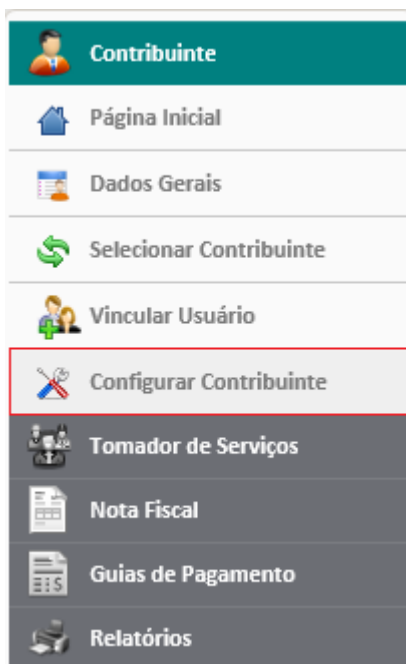 Contribuinte
Página Inicial
Dados Gerais
Selecionar Contribuinte
Vincular Usuário
Configurar Contribuinte
Tomador de Serviços
Nota Fiscal
Guias de Pagamento
Relatórios